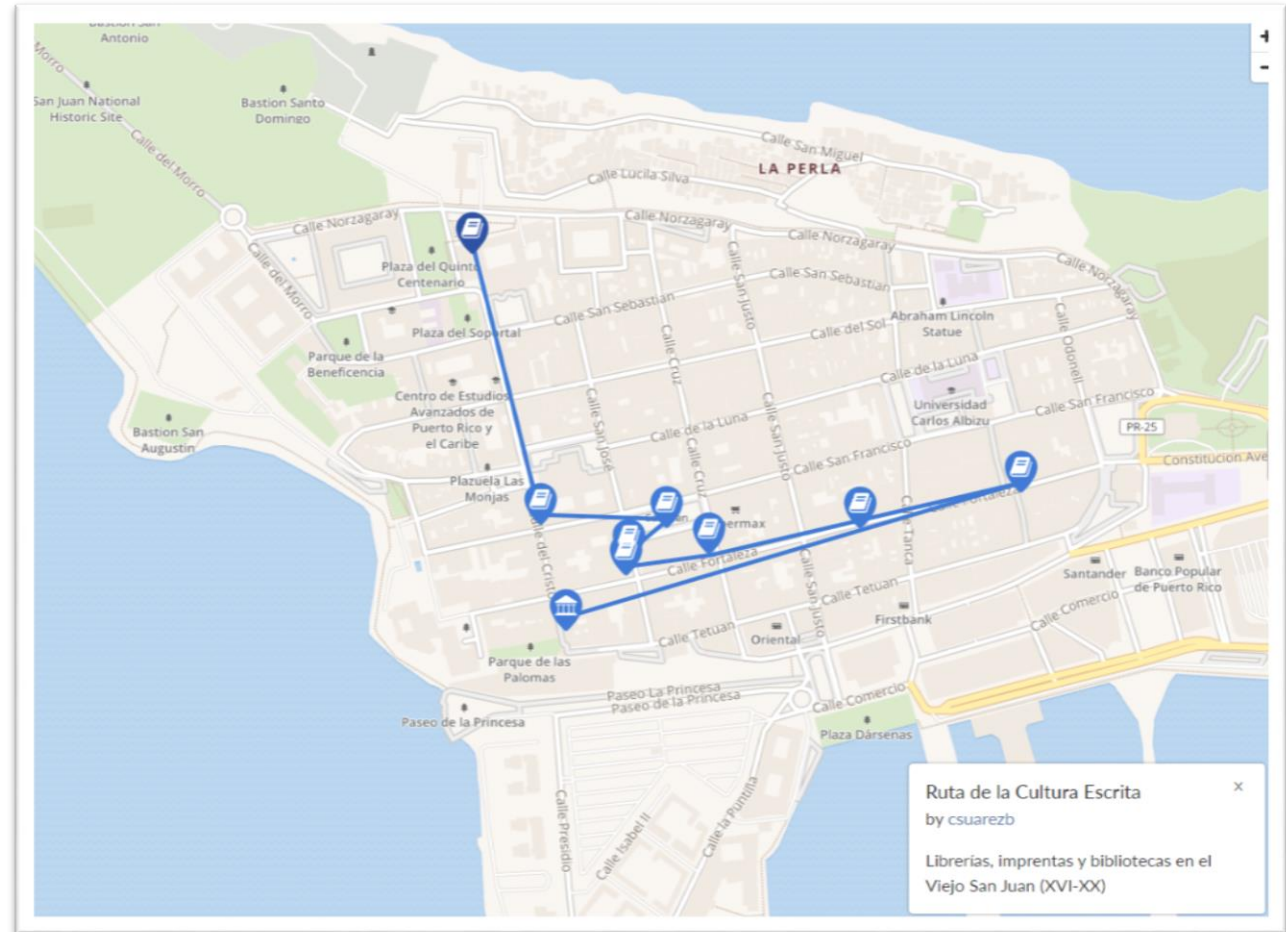 Antonio
San Juan National
Historic Site
Morro
Bastion Santo
Domingo
Calle del Morro
Calle San Miguel
LA PERLA
Calle Lucila Silva
Calle Norzagaray
Calle Norzagaray
Calle Norzagaray
Calle Norzagaray
Calle del Morro
Plaza del Quinto
Centenario
Calle San Sebastian
Calle San Sebastian
Calle San Justo
Abraham Lincoln
Statue
Plaza del Soportal
Calle del Sol
Calle Cruz
Calle Odonell
Parque de la
Beneficencia
Calle de la Luna
Centro de Estudios
Avanzados de
Puerto Rico y
el Caribe
Calle San José
Calle San Justo
Universidad
Carlos Albizu
Calle San Francisco
Bastion San
Augustin
Calle de la Luna
PR-25
Calle Cruz
Calle San Francisco
Constitucion Ave
Plazuela Las
Monjas
Calle del Cristo
ermax
Calle Tanca
Calle Fortaleza
Calle Fortaleza
Calle San Justo
Santander
Banco Popular
de Puerto Rico
Calle Tetuan
Calle Comercio
Firstbank
Calle Tetuan
Oriental
Parque de las
Palomas
Paseo La Princesa
Paseo de la Princesa
Calle Comercio
Paseo de la Princesa
Plaza Dársenas
Calle Presidio
Calle Isabel II
Calle la Puntilla
Ruta de la Cultura Escrita
by csuarezb
Librerías, imprentas y bibliotecas en el
Viejo San Juan (XVI-XX)